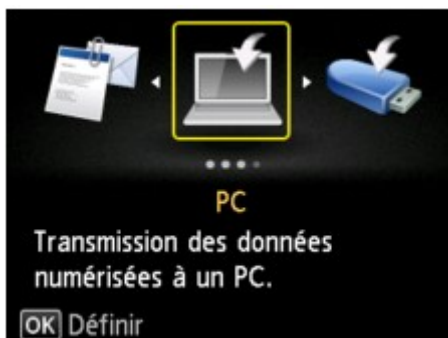 PC
Transmission des données
numérisées à un PC.
OK Définir